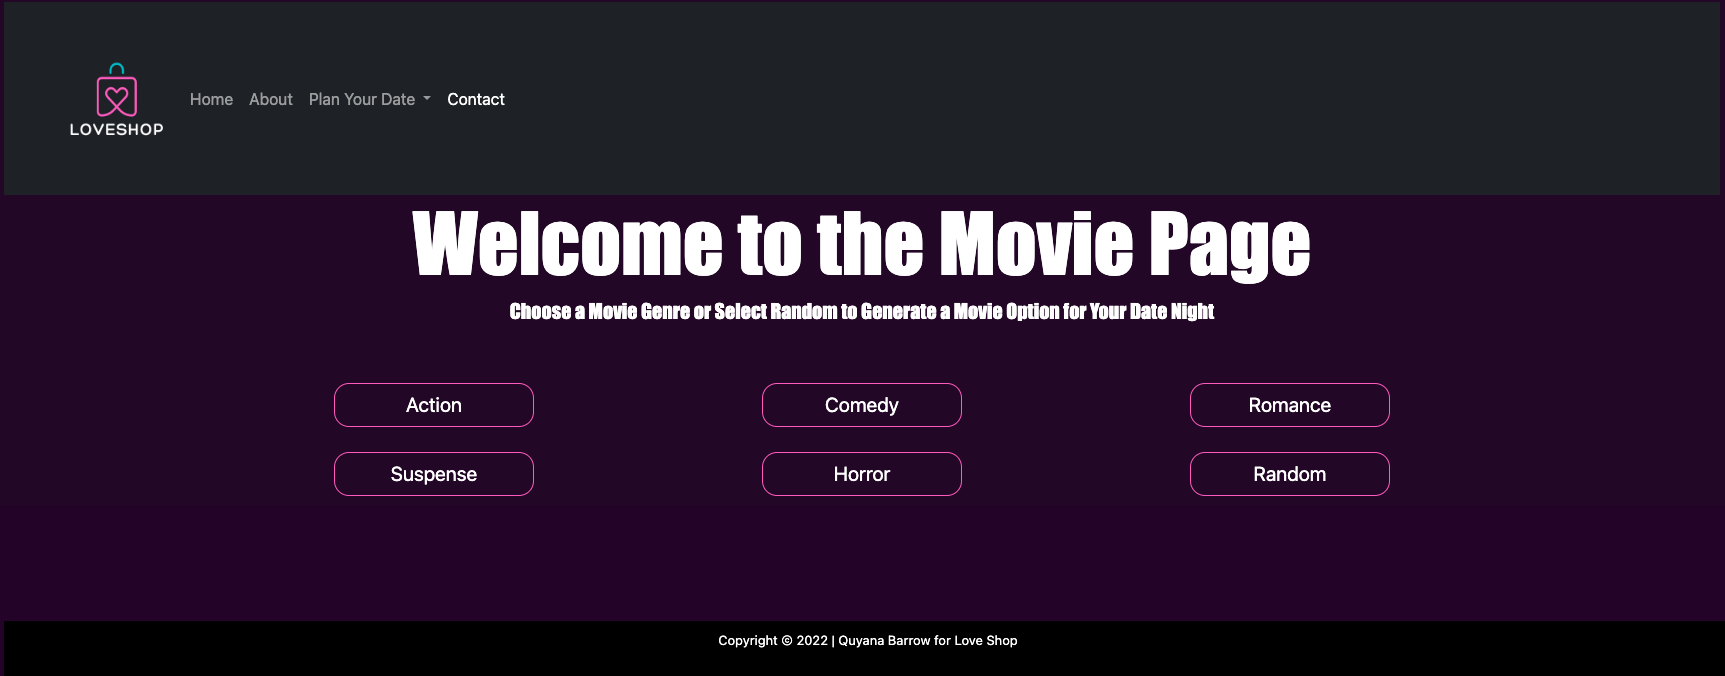 LOVESHOP
Home About Plan Your Date Contact
Welcome to the Movie Page
Choose a Movie Genre or Select Random to Generate a Movie Option for Your Date Night
Action Comedy Romance
Suspense Horror Random
Copyright © 2022 | Quyana Barrow for Love Shop